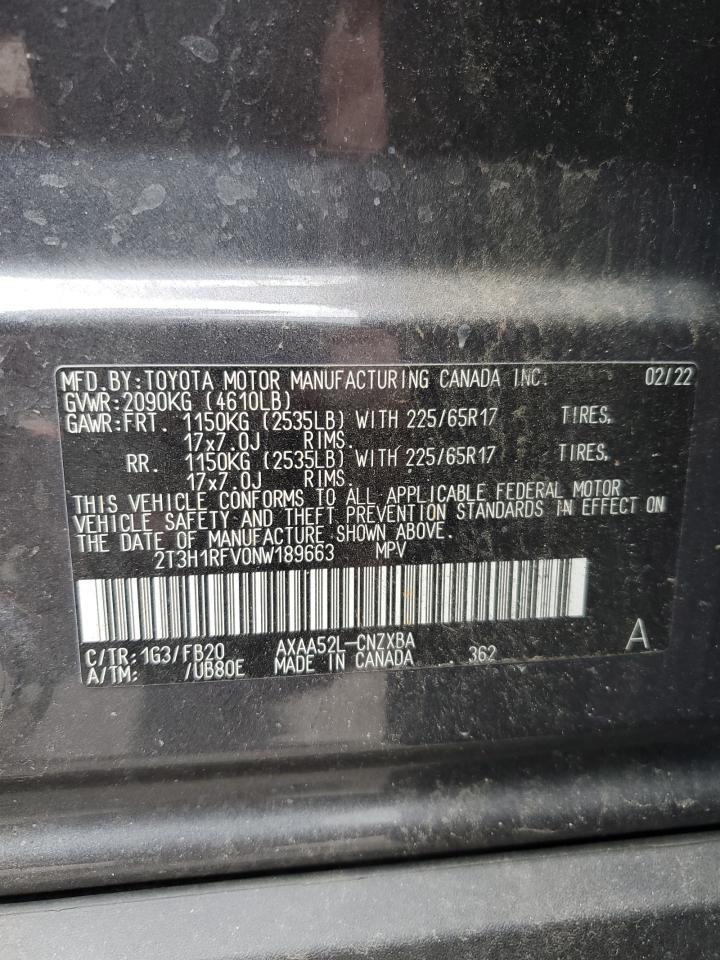 MFD.BY:TOYOTA MOTOR MANUFACTURING CANADA INC. 02/22
GVWR:2090KG (4610LB)
GAWR:FRT. 1150KG (2535LB) WITH 225/65R17 TIRES,
17x7.0J RIMS.
RR. 1150KG (2535LB) WITH 225/65R17 TIRES,
17x7.0J RIMS.
THIS VEHICLE CONFORMS TO ALL APPLICABLE FEDERAL MOTOR
VEHICLE SAFETY AND THEFT PREVENTION STANDARDS IN EFFECT ON
THE DATE OF MANUFACTURE SHOWN ABOVE.
2T3H1RFV0NW189663 MPV
C/TR:1G3/FB20 AXAA52L-CNZXBA 362 A
A/TM: /UB80E MADE IN CANADA